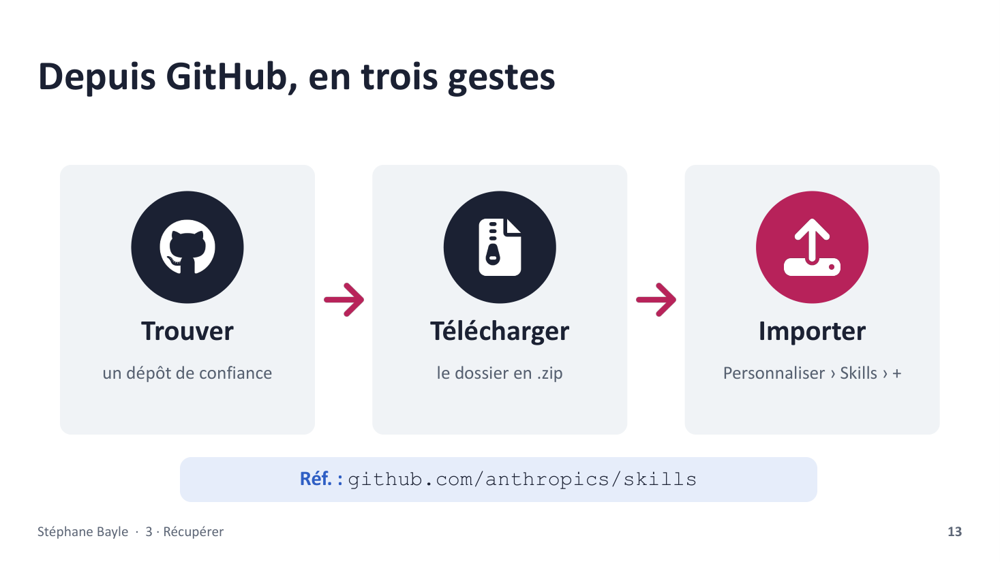 Depuis GitHub, en trois gestes
Trouver
un dépôt de confiance
Télécharger
le dossier en .zip
Importer
Personnaliser › Skills › +
Réf. : github.com/anthropics/skills
Stéphane Bayle · 3 · Récupérer
13